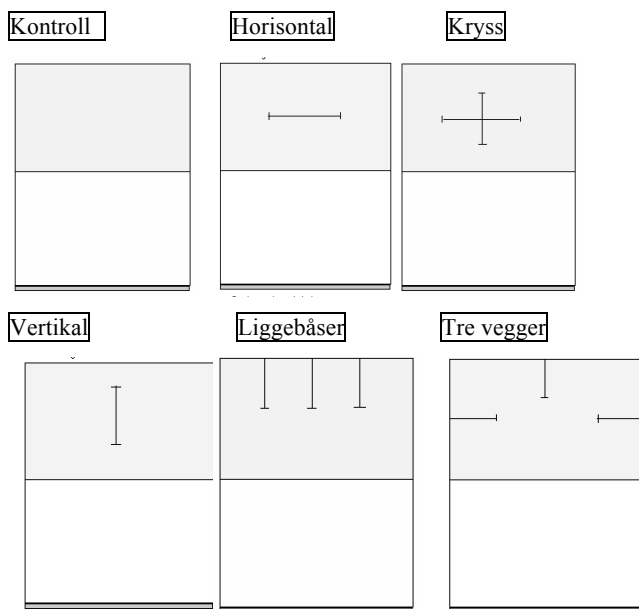 Kontroll
Horisontal
Kryss
Vertikal
Liggebåser
Tre vegger